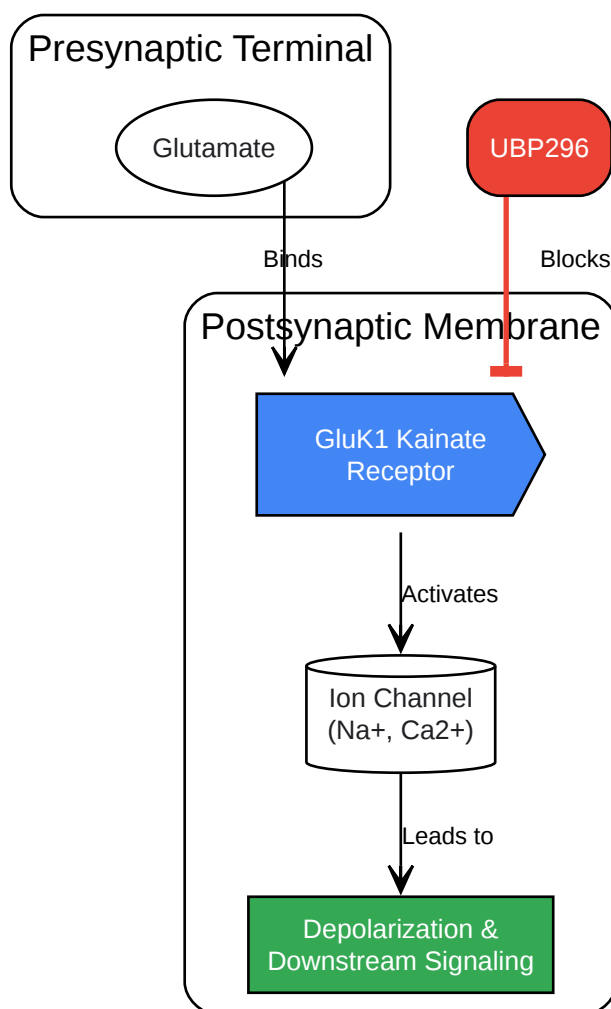 Presynaptic Terminal
Glutamate
UBP296
Binds
Blocks
Postsynaptic Membrane
GluK1 Kainate
Receptor
Activates
Ion Channel
(Na+, Ca2+)
Leads to
Depolarization &
Downstream Signaling